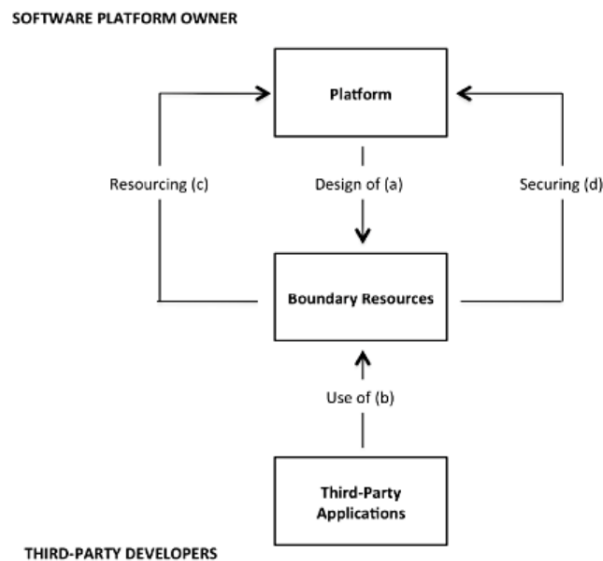 SOFTWARE PLATFORM OWNER
Platform
Resourcing (c)
Design of (a)
Securing (d)
Boundary Resources
Use of (b)
Third-Party
Applications
THIRD-PARTY DEVELOPERS